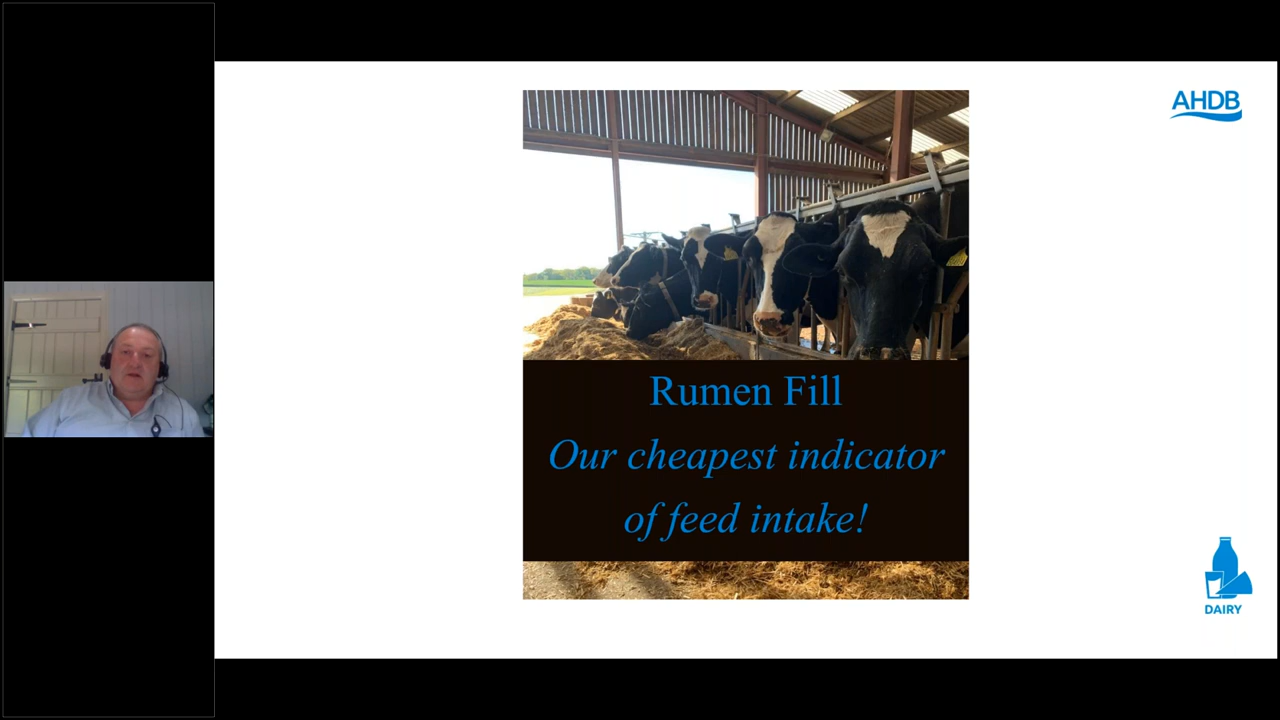 AHDB
Rumen Fill
Our cheapest indicator
of feed intake!
DAIRY